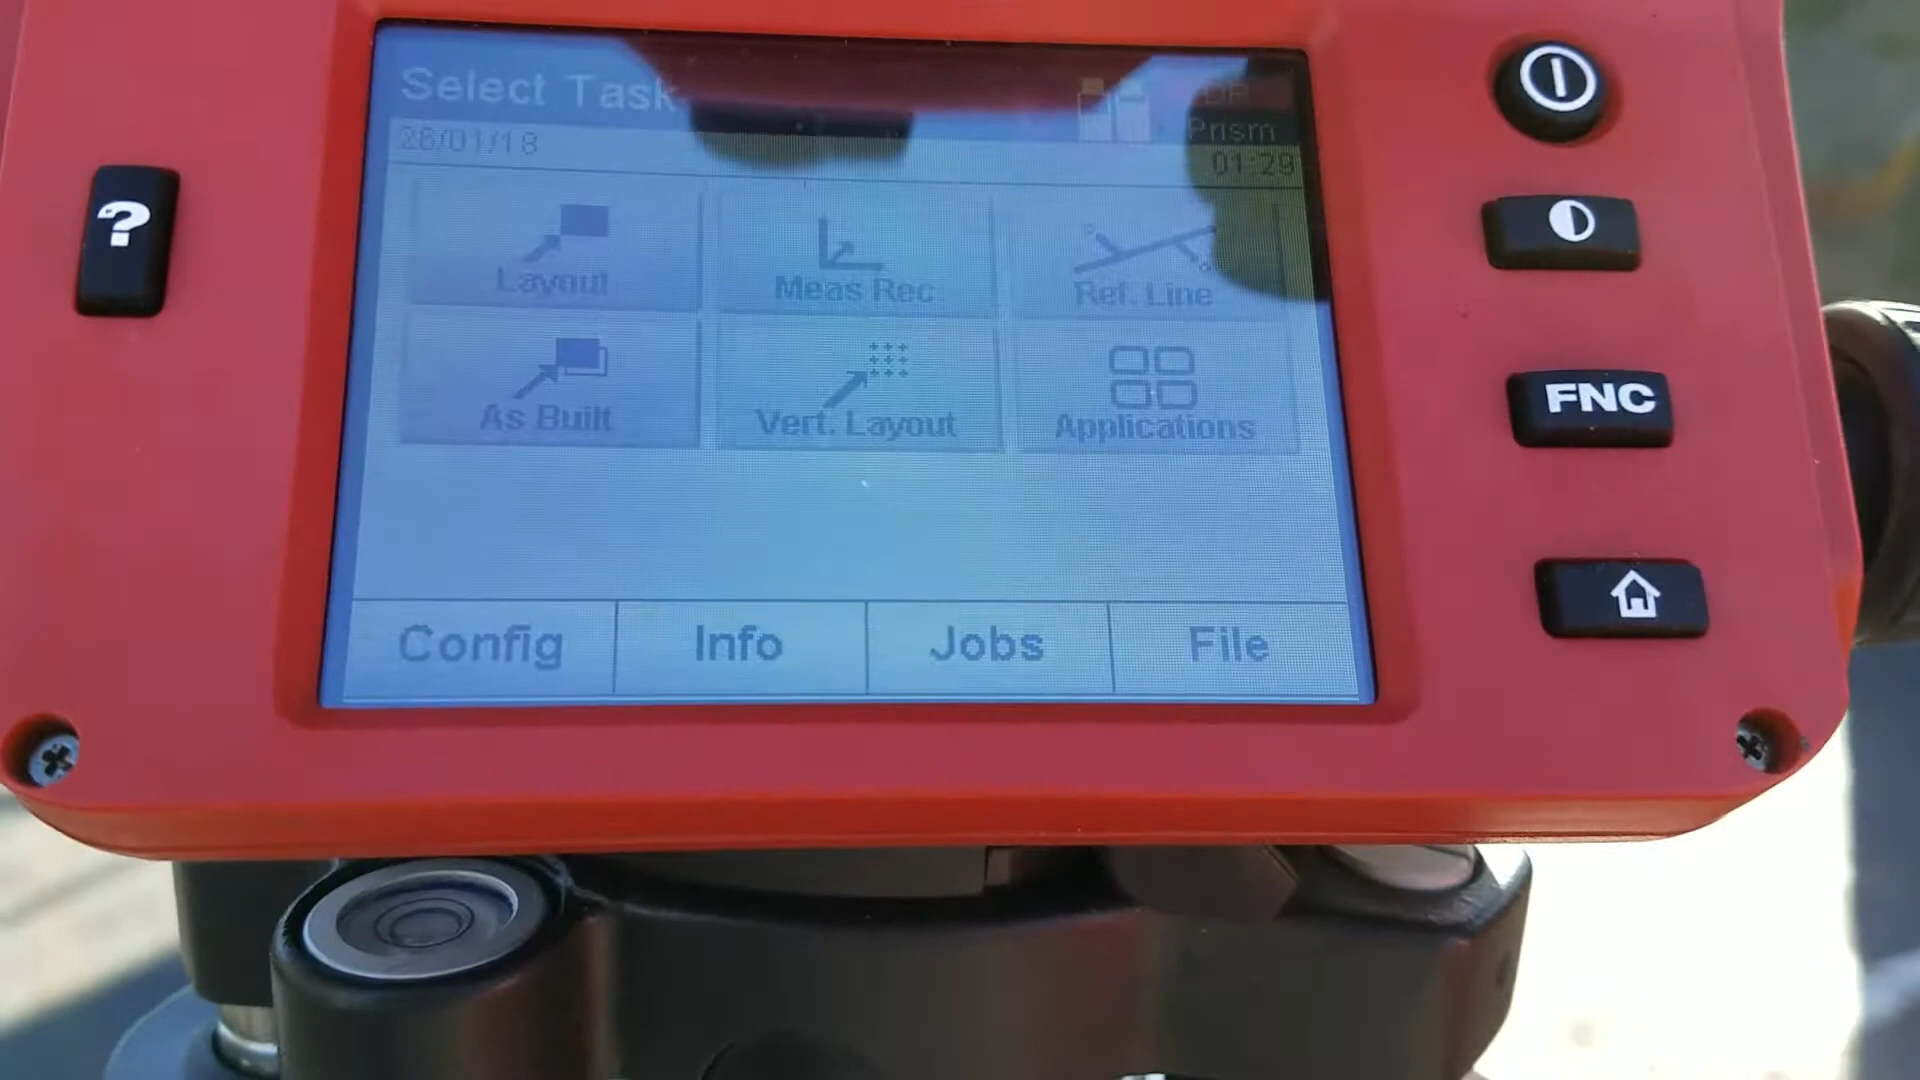 Select Task
Prism
26/01/18
01:29
Layout
Meas Rec
Ref. Line
As Built
Vert. Layout
Applications
Config
Info
Jobs
File
?
FNC